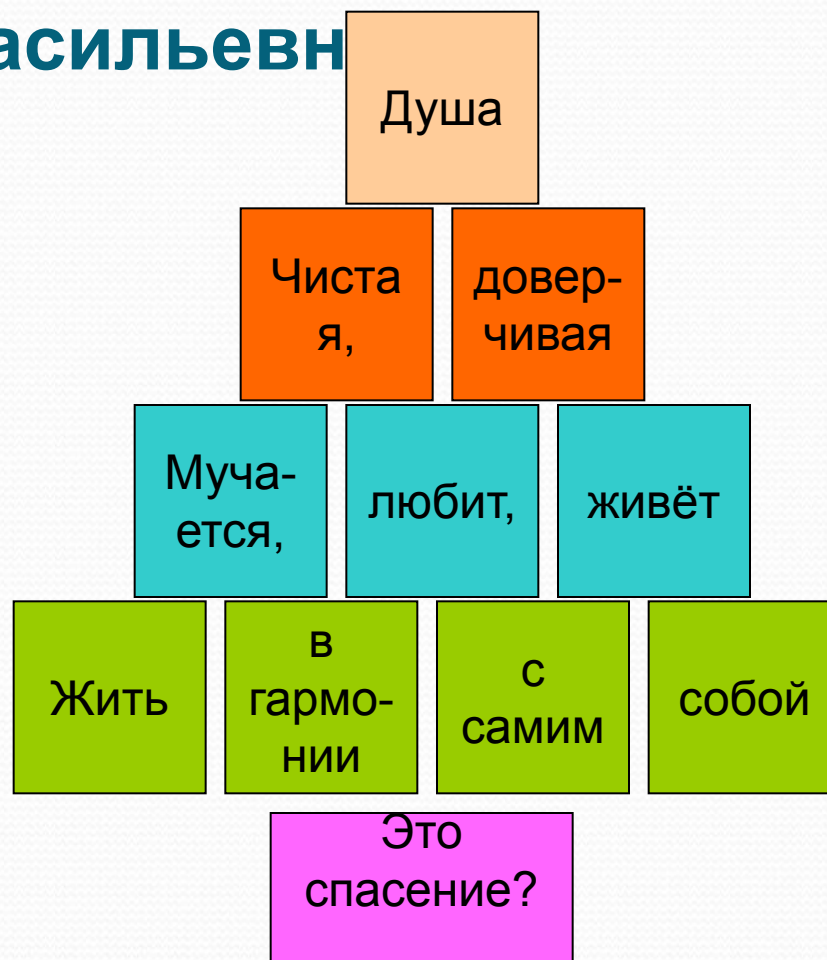 асильевн
Душа
Чиста
я,
довер-
чивая
Муча-
ется,
любит,
живёт
Жить
в
гармо-
нии
с
самим
собой
Это
спасение?